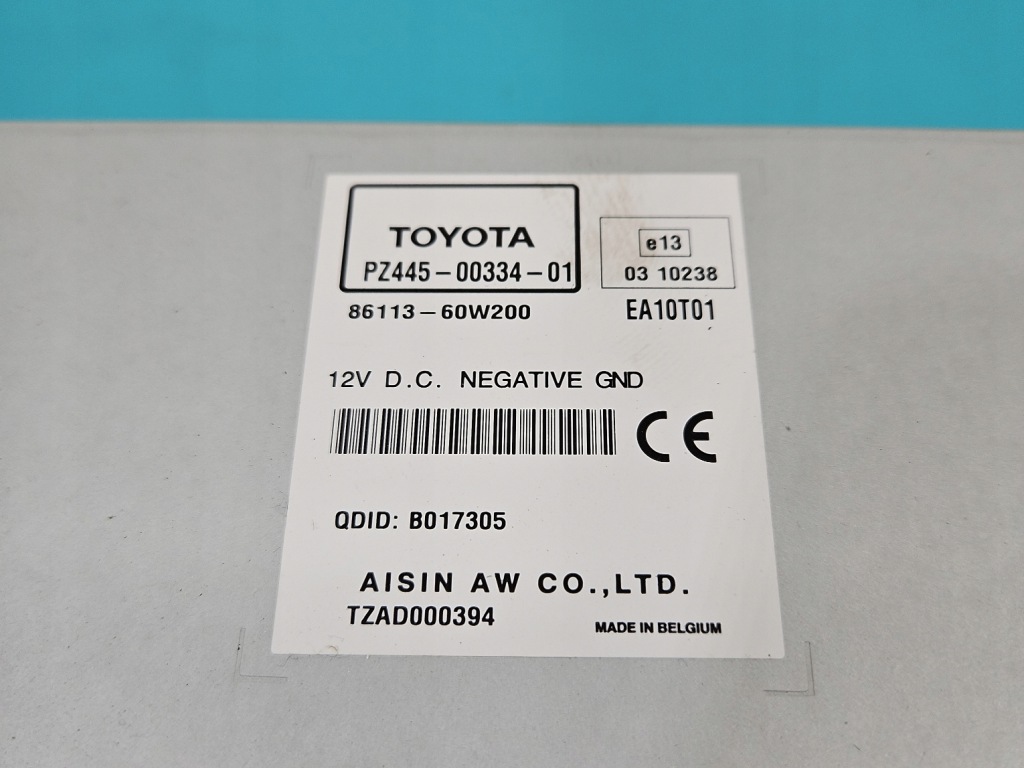 TOYOTA
PZ445-00334-01
e13
03 10238
86113-60W200
EA10T01
12V D.C. NEGATIVE GND
CE
QDID: B017305
AISIN AW CO.,LTD.
TZAD000394
MADE IN BELGIUM